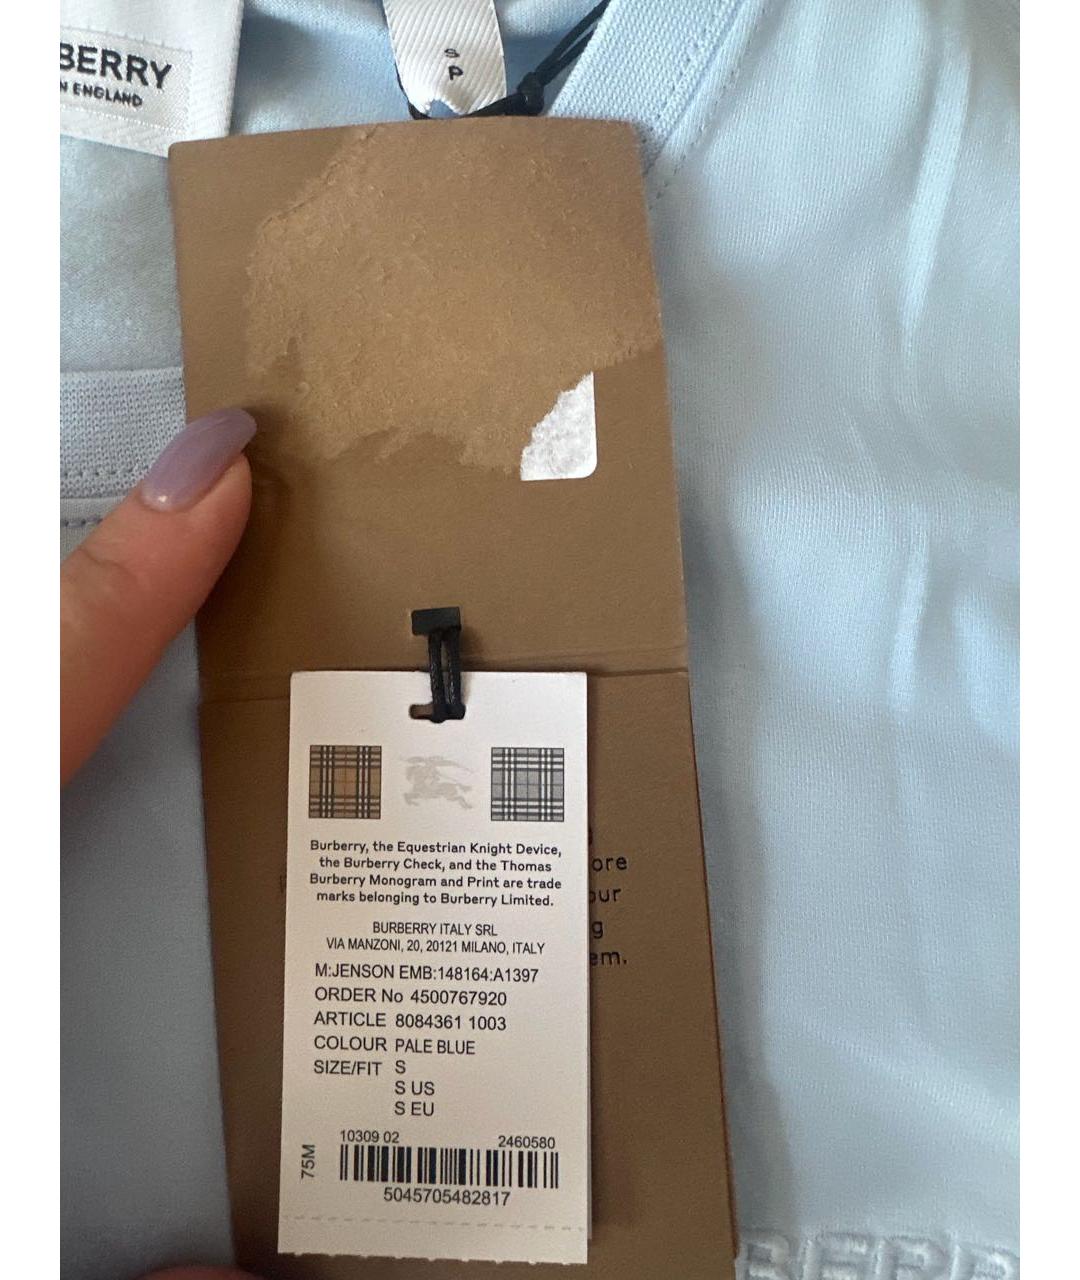 BERRY
N ENGLAND
S
P
Burberry, the Equestrian Knight Device,
the Burberry Check, and the Thomas
Burberry Monogram and Print are trade
marks belonging to Burberry Limited.
BURBERRY ITALY SRL
VIA MANZONI, 20, 20121 MILANO, ITALY
M:JENSON EMB:148164:A1397
ORDER No 4500767920
ARTICLE 8084361 1003
COLOUR PALE BLUE
SIZE/FIT S
S US
S EU
10309 02 2460580
75M
5045705482817
ore
our
g
em.